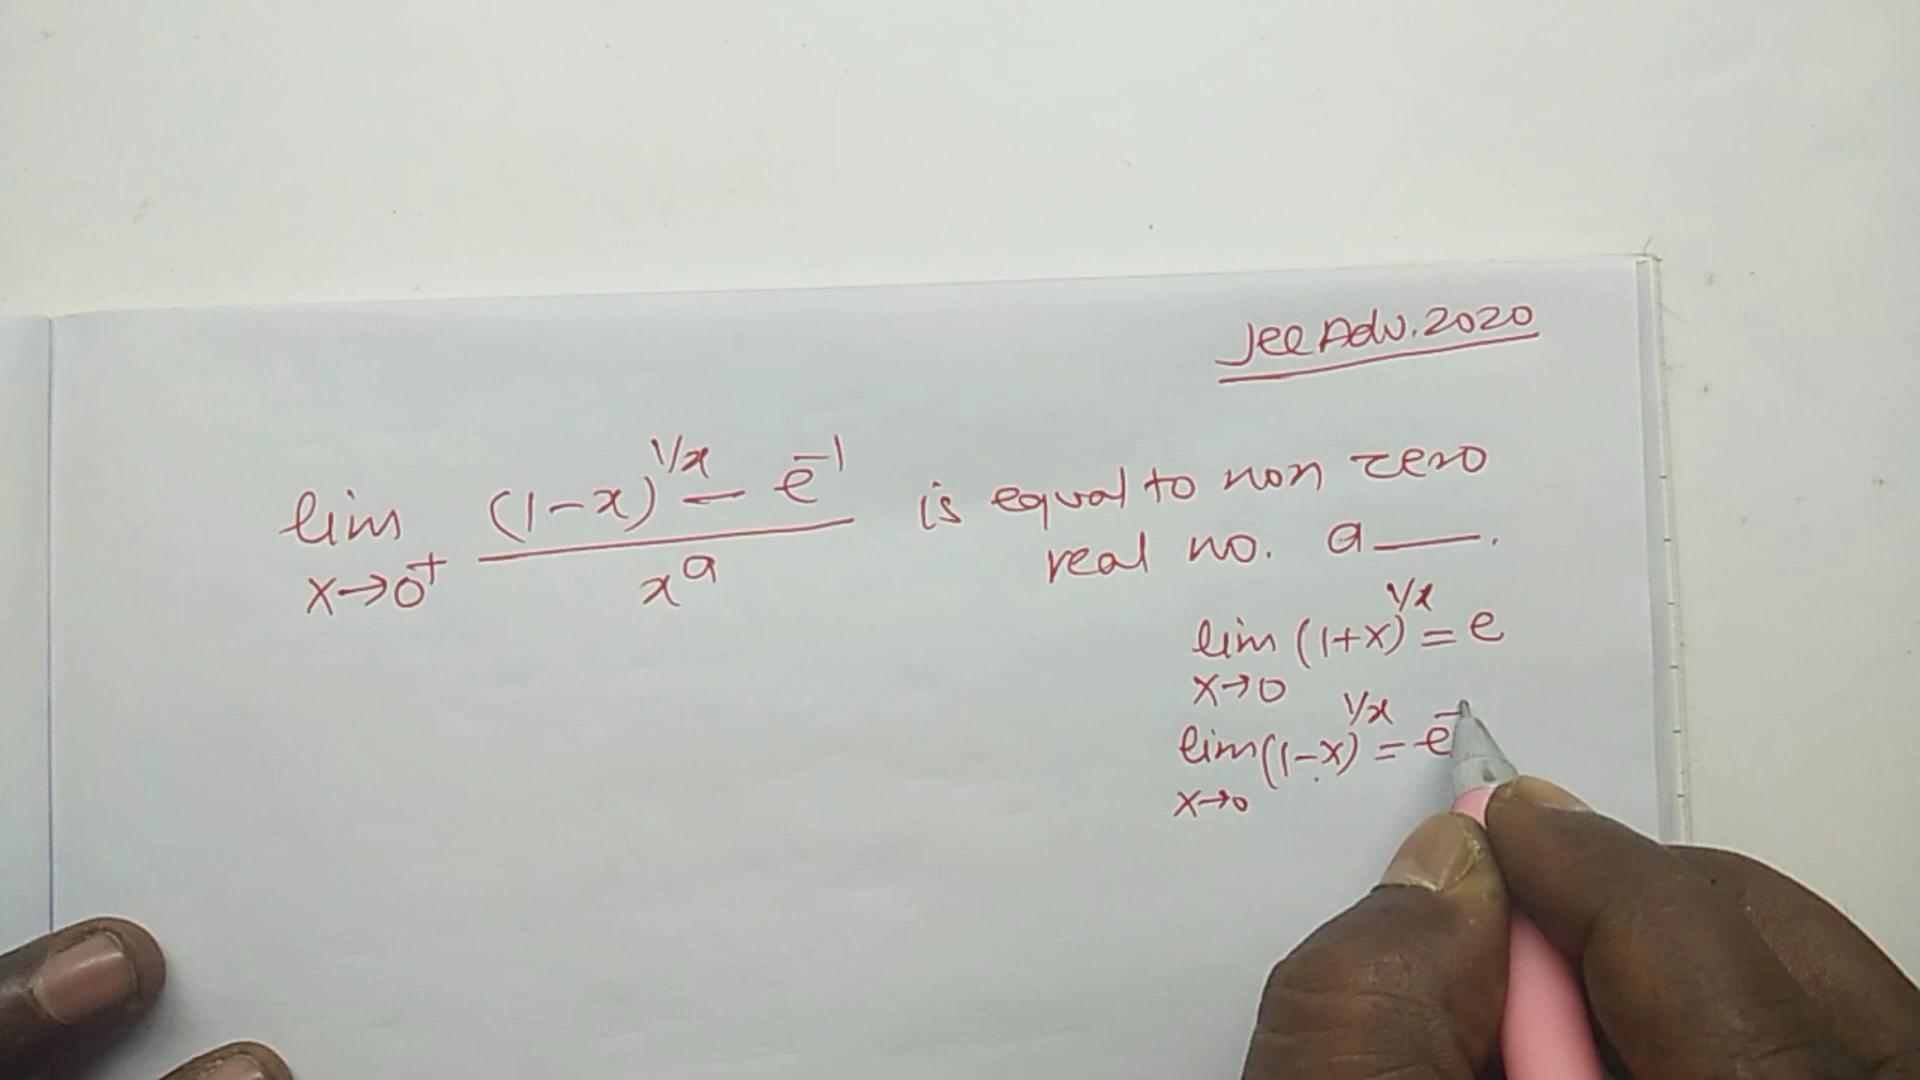 Jee Adv. 2020
lim x→0⁺ ((1-x)^{1/x} - e^{-1}) / x^a is equal to non zero
real no. a ___.
lim x→0 (1+x)^{1/x} = e
lim x→0 (1-x)^{1/x} = e^-